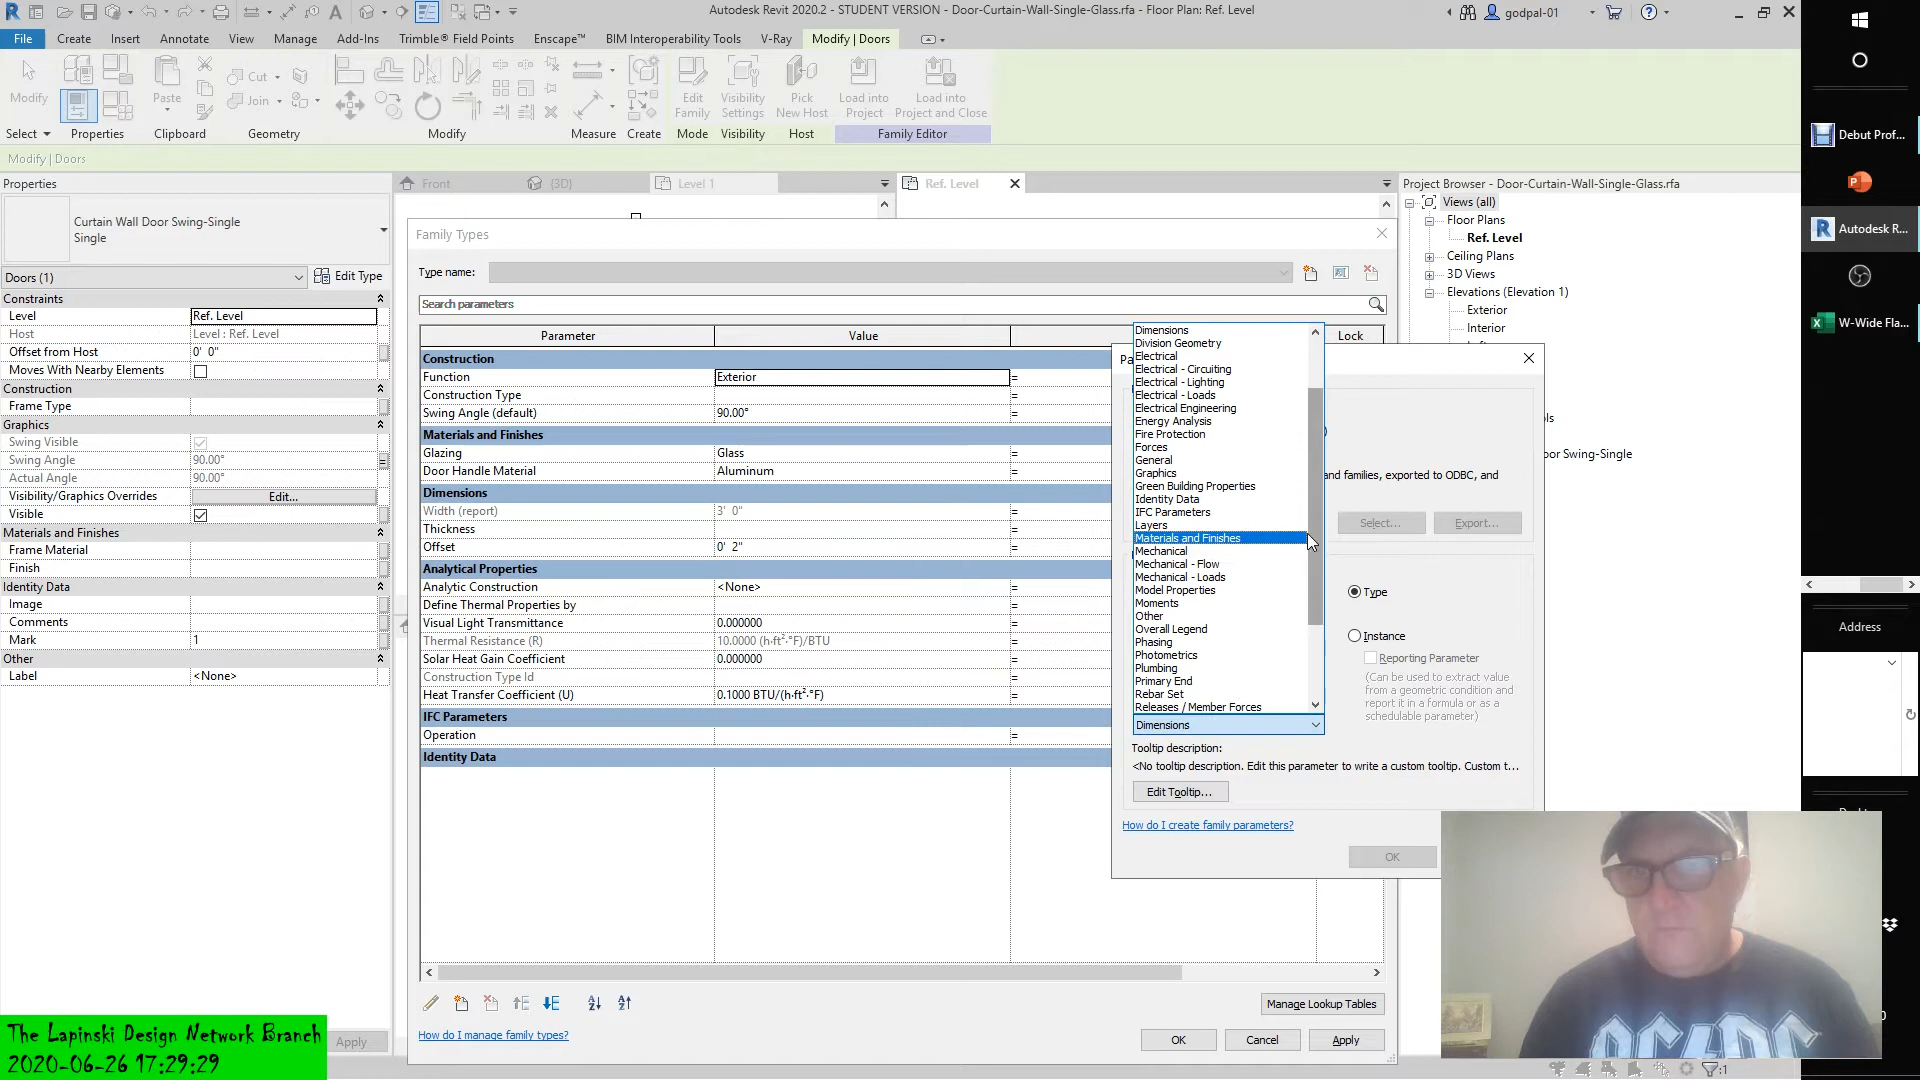 Autodesk Revit 2020.2 - STUDENT VERSION - Door-Curtain-Wall-Single-Glass.rfa - Floor Plan: Ref. Level
godpal-01
File Create Insert Annotate View Manage Add-Ins Trimble® Field Points Enscape™ BIM Interoperability Tools V-Ray Modify | Doors
Modify
Paste
Cut
Join
Edit Family
Visibility Settings
Pick New Host
Load into Project
Load into Project and Close
Select Properties Clipboard Geometry Modify Measure Create Mode Visibility Host Family Editor
Modify | Doors
Properties
Curtain Wall Door Swing-Single
Single
Doors (1)
Edit Type
Constraints
Level Ref. Level
Host Level : Ref. Level
Offset from Host 0' 0"
Moves With Nearby Elements
Construction
Frame Type
Graphics
Swing Visible
Swing Angle 90.00°
Actual Angle 90.00°
Visibility/Graphics Overrides Edit...
Visible
Materials and Finishes
Frame Material
Finish
Identity Data
Image
Comments
Mark 1
Other
Label <None>
Apply
Front
{3D}
Level 1
Ref. Level
Family Types
Type name:
Search parameters
Parameter Value Lock
Construction
Function Exterior =
Construction Type =
Swing Angle (default) 90.00° =
Materials and Finishes
Glazing Glass =
Door Handle Material Aluminum =
Dimensions
Width (report) 3' 0" =
Thickness =
Offset 0' 2" =
Analytical Properties
Analytic Construction <None> =
Define Thermal Properties by =
Visual Light Transmittance 0.000000 =
Thermal Resistance (R) 10.0000 (h·ft²·°F)/BTU =
Solar Heat Gain Coefficient 0.000000 =
Construction Type Id =
Heat Transfer Coefficient (U) 0.1000 BTU/(h·ft²·°F) =
IFC Parameters
Operation =
Identity Data
Manage Lookup Tables
How do I manage family types?
OK Cancel Apply
Pa
Dimensions
Division Geometry
Electrical
Electrical - Circuiting
Electrical - Lighting
Electrical - Loads
Electrical Engineering
Energy Analysis
Fire Protection
Forces
General
Graphics
Green Building Properties
Identity Data
IFC Parameters
Layers
Materials and Finishes
Mechanical
Mechanical - Flow
Mechanical - Loads
Model Properties
Moments
Other
Overall Legend
Phasing
Photometrics
Plumbing
Primary End
Rebar Set
Releases / Member Forces
Dimensions
and families, exported to ODBC, and
Select... Export...
Type
Instance
Reporting Parameter
(Can be used to extract value
from a geometric condition and
report it in a formula or as a
schedulable parameter)
Tooltip description:
<No tooltip description. Edit this parameter to write a custom tooltip. Custom t...
Edit Tooltip...
How do I create family parameters?
OK
Project Browser - Door-Curtain-Wall-Single-Glass.rfa
Views (all)
Floor Plans
Ref. Level
Ceiling Plans
3D Views
Elevations (Elevation 1)
Exterior
Interior
ols
oor Swing-Single
Debut Prof...
Autodesk R...
W-Wide Fla...
Address
:1
The Lapinski Design Network Branch
2020-06-26 17:29:29
AC DC